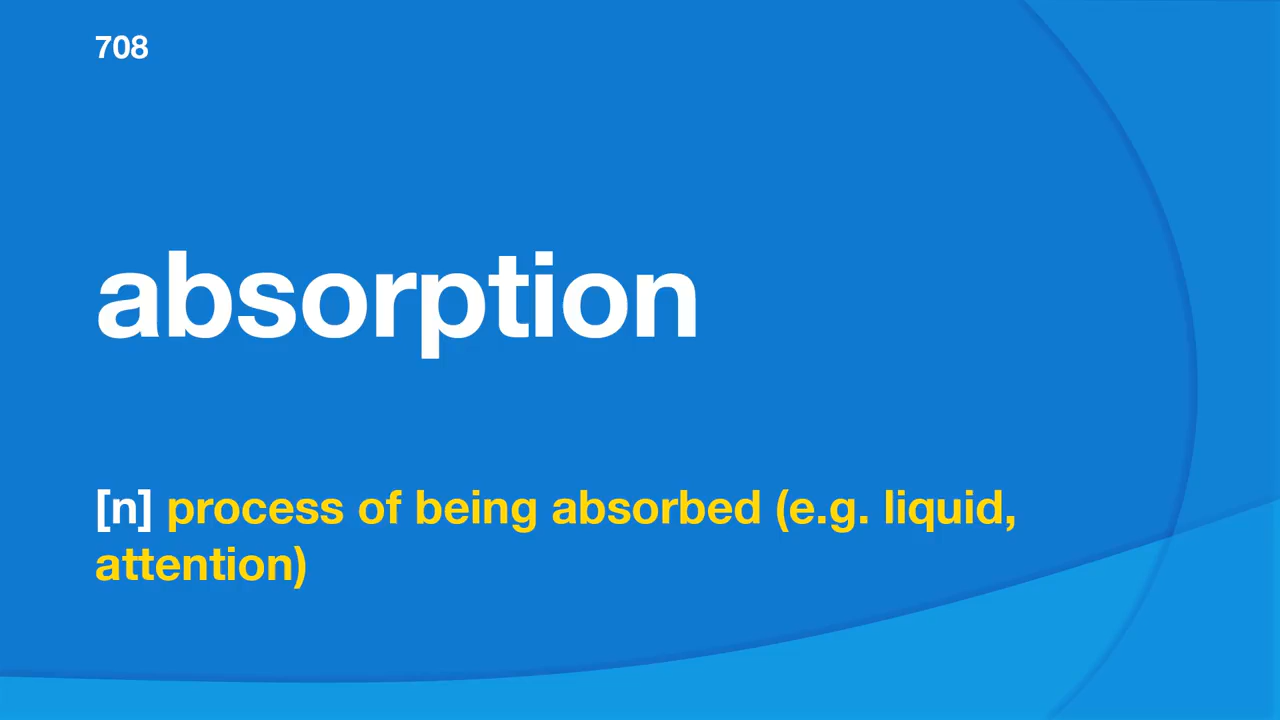 708
absorption
[n] process of being absorbed (e.g. liquid,
attention)